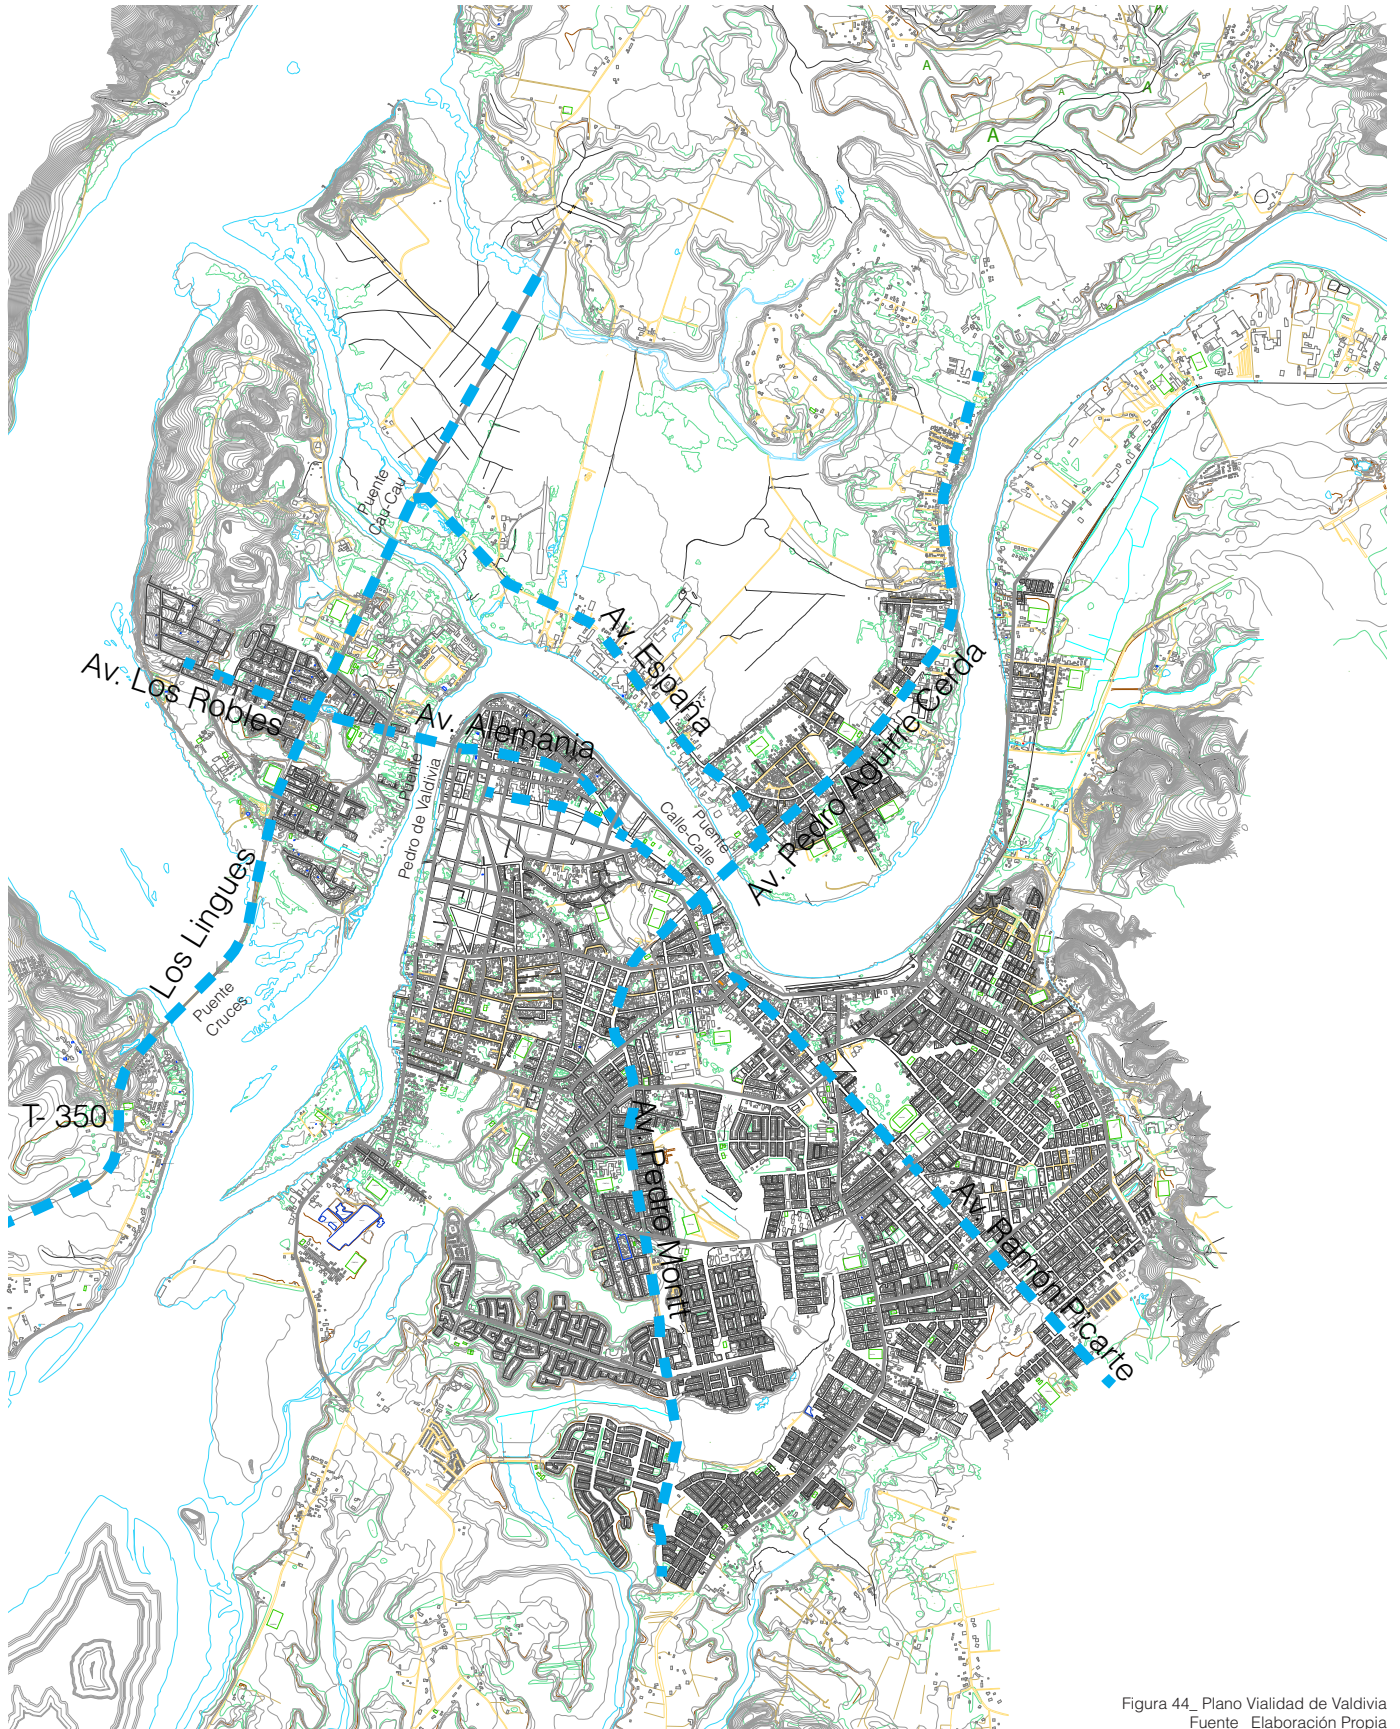 A
A
A
A
A
Puente
Cau-Cau
Av. España
Av. Los Robles
Av. Alemania
Av. Pedro Aguirre Cerda
Puente
Pedro de Valdivia
Puente
Calle-Calle
Los Lingues
Puente
Cruces
T- 350
Av. Pedro Montt
Av. Ramón Picarte
Figura 44_ Plano Vialidad de Valdivia
Fuente_ Elaboración Propia